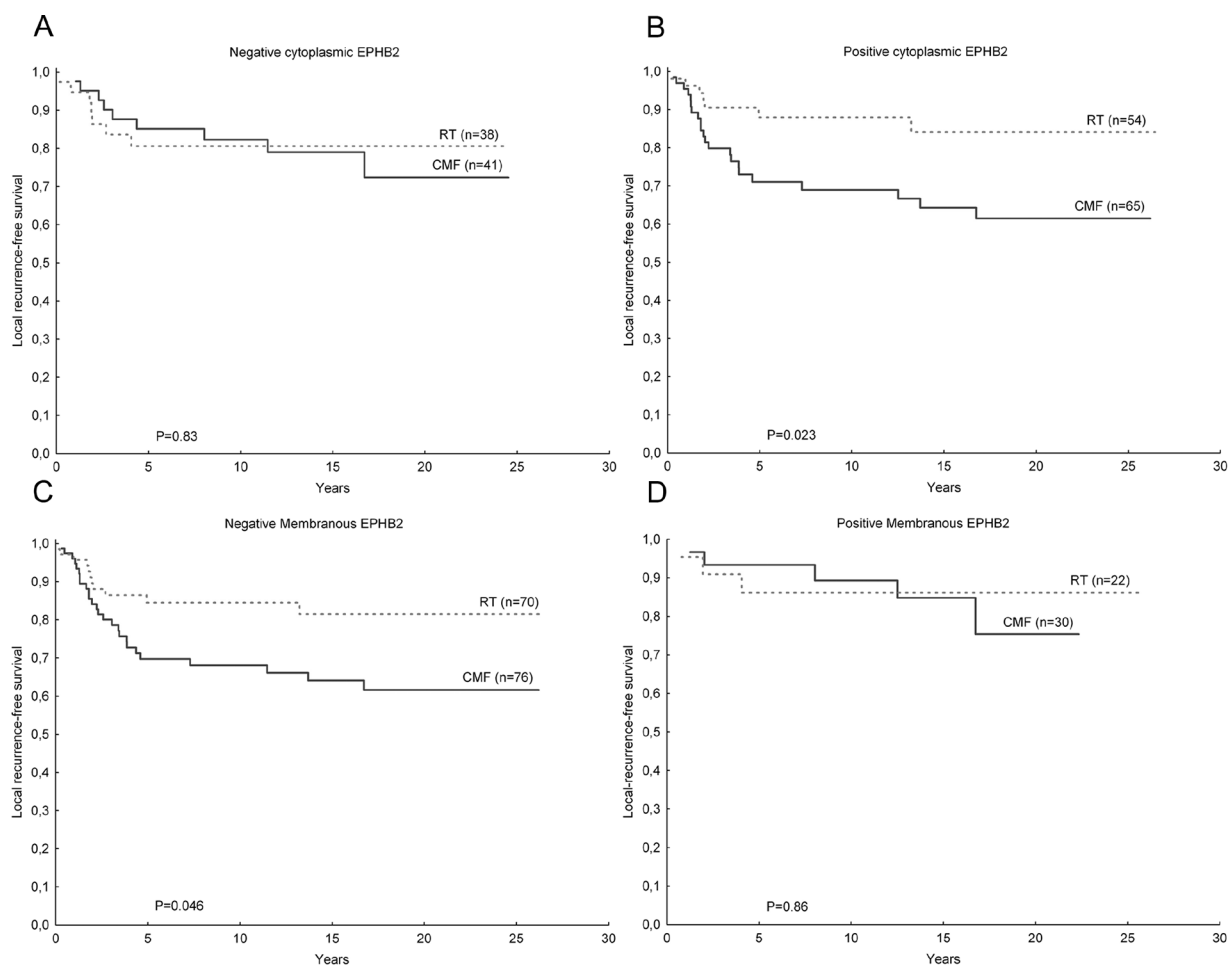 A
Negative cytoplasmic EPHB2
Local recurrence-free survival
1,0
0,9
0,8
0,7
0,6
0,5
0,4
0,3
0,2
0,1
0,0
RT (n=38)
CMF (n=41)
P=0.83
0 5 10 15 20 25 30
Years
B
Positive cytoplasmic EPHB2
Local recurrence-free survival
1,0
0,9
0,8
0,7
0,6
0,5
0,4
0,3
0,2
0,1
0,0
RT (n=54)
CMF (n=65)
P=0.023
0 5 10 15 20 25 30
Years
C
Negative Membranous EPHB2
Local recurrence-free survival
1,0
0,9
0,8
0,7
0,6
0,5
0,4
0,3
0,2
0,1
0,0
RT (n=70)
CMF (n=76)
P=0.046
0 5 10 15 20 25 30
Years
D
Positive Membranous EPHB2
Local-recurrence-free survival
1,0
0,9
0,8
0,7
0,6
0,5
0,4
0,3
0,2
0,1
0,0
RT (n=22)
CMF (n=30)
P=0.86
0 5 10 15 20 25 30
Years